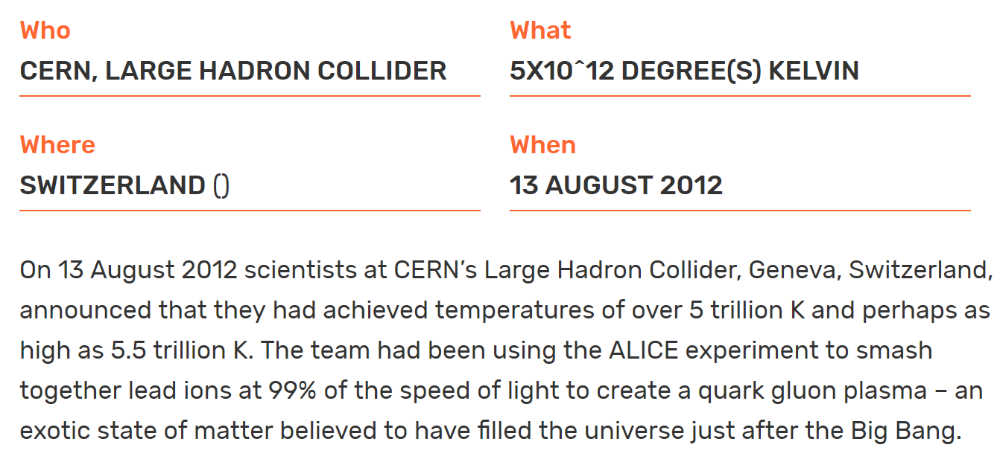 Who
CERN, LARGE HADRON COLLIDER
What
5X10^12 DEGREE(S) KELVIN
Where
SWITZERLAND ()
When
13 AUGUST 2012
On 13 August 2012 scientists at CERN’s Large Hadron Collider, Geneva, Switzerland,
announced that they had achieved temperatures of over 5 trillion K and perhaps as
high as 5.5 trillion K. The team had been using the ALICE experiment to smash
together lead ions at 99% of the speed of light to create a quark gluon plasma – an
exotic state of matter believed to have filled the universe just after the Big Bang.